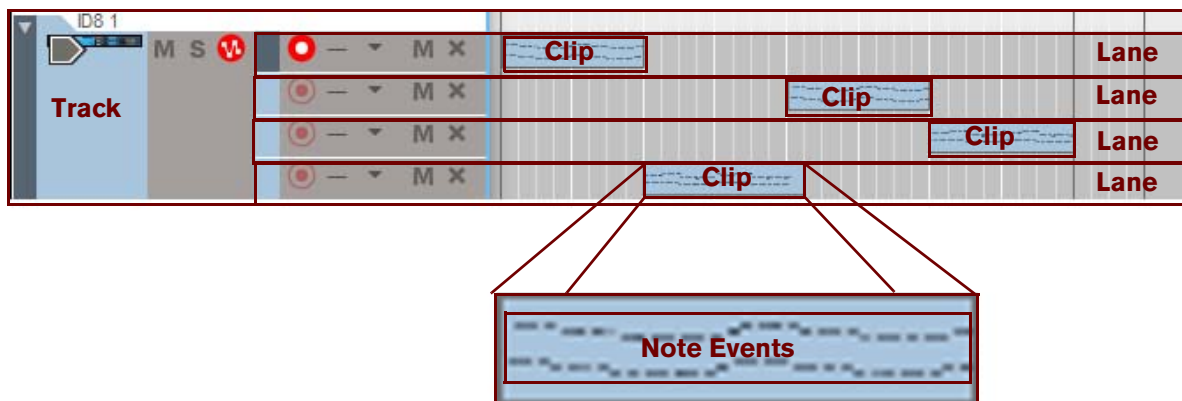 ID8 1
M S M Clip Lane
Track M Clip Lane
M Clip Lane
M Clip Lane
Note Events